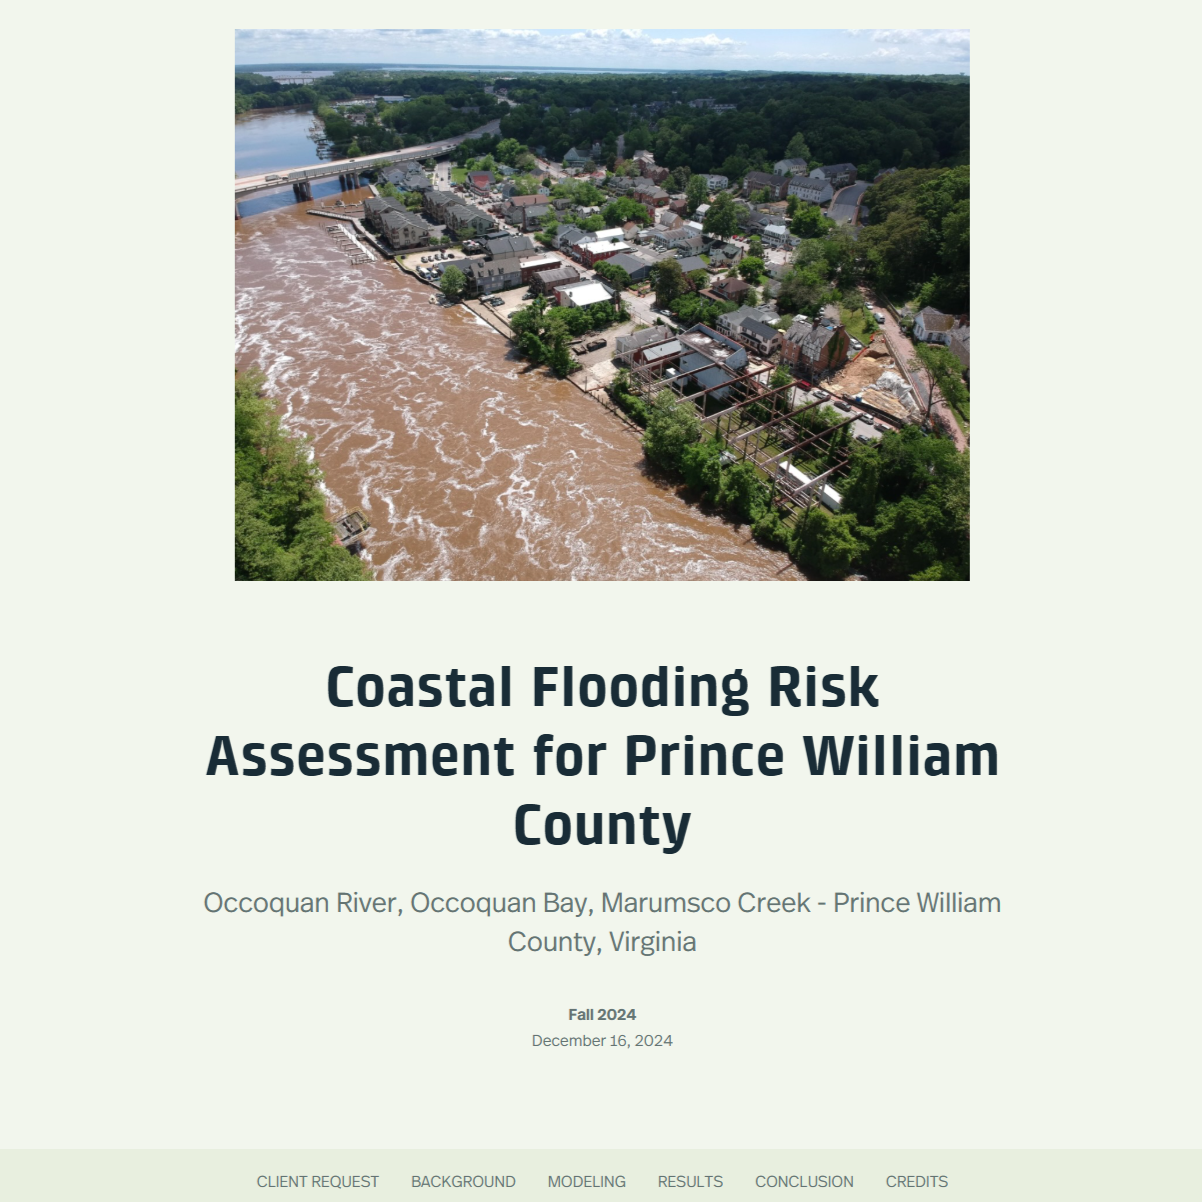 Coastal Flooding Risk
Assessment for Prince William
County
Occoquan River, Occoquan Bay, Marumsco Creek - Prince William
County, Virginia
Fall 2024
December 16, 2024
CLIENT REQUEST BACKGROUND MODELING RESULTS CONCLUSION CREDITS